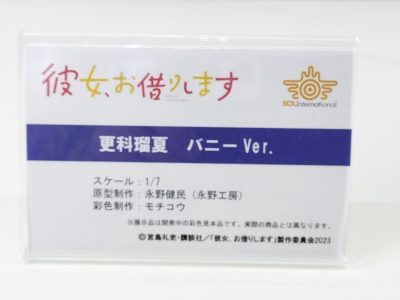 彼女、お借りします
SOLInternational
更科瑠夏 バニーVer.
スケール：1/7
原型制作：永野健民（永野工房）
彩色制作：モチコウ
※展示品は開発中の彩色見本品です。実際の商品とは異なります。
©宮島礼吏・講談社／「彼女、お借りします」製作委員会2023